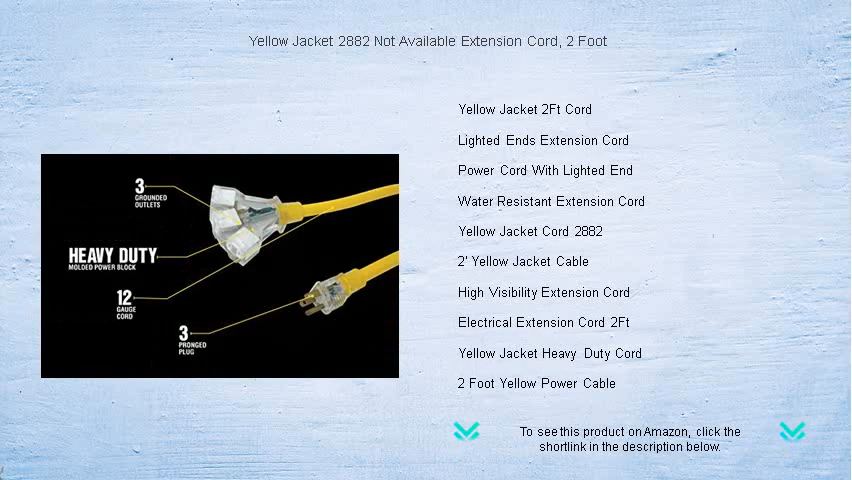 Yellow Jacket 2882 Not Available Extension Cord, 2 Foot
3
GROUNDED
OUTLETS
HEAVY DUTY
MOLDED POWER BLOCK
12
GAUGE
CORD
3
PRONGED
PLUG
Yellow Jacket 2Ft Cord
Lighted Ends Extension Cord
Power Cord With Lighted End
Water Resistant Extension Cord
Yellow Jacket Cord 2882
2' Yellow Jacket Cable
High Visibility Extension Cord
Electrical Extension Cord 2Ft
Yellow Jacket Heavy Duty Cord
2 Foot Yellow Power Cable
To see this product on Amazon, click the
shortlink in the description below.